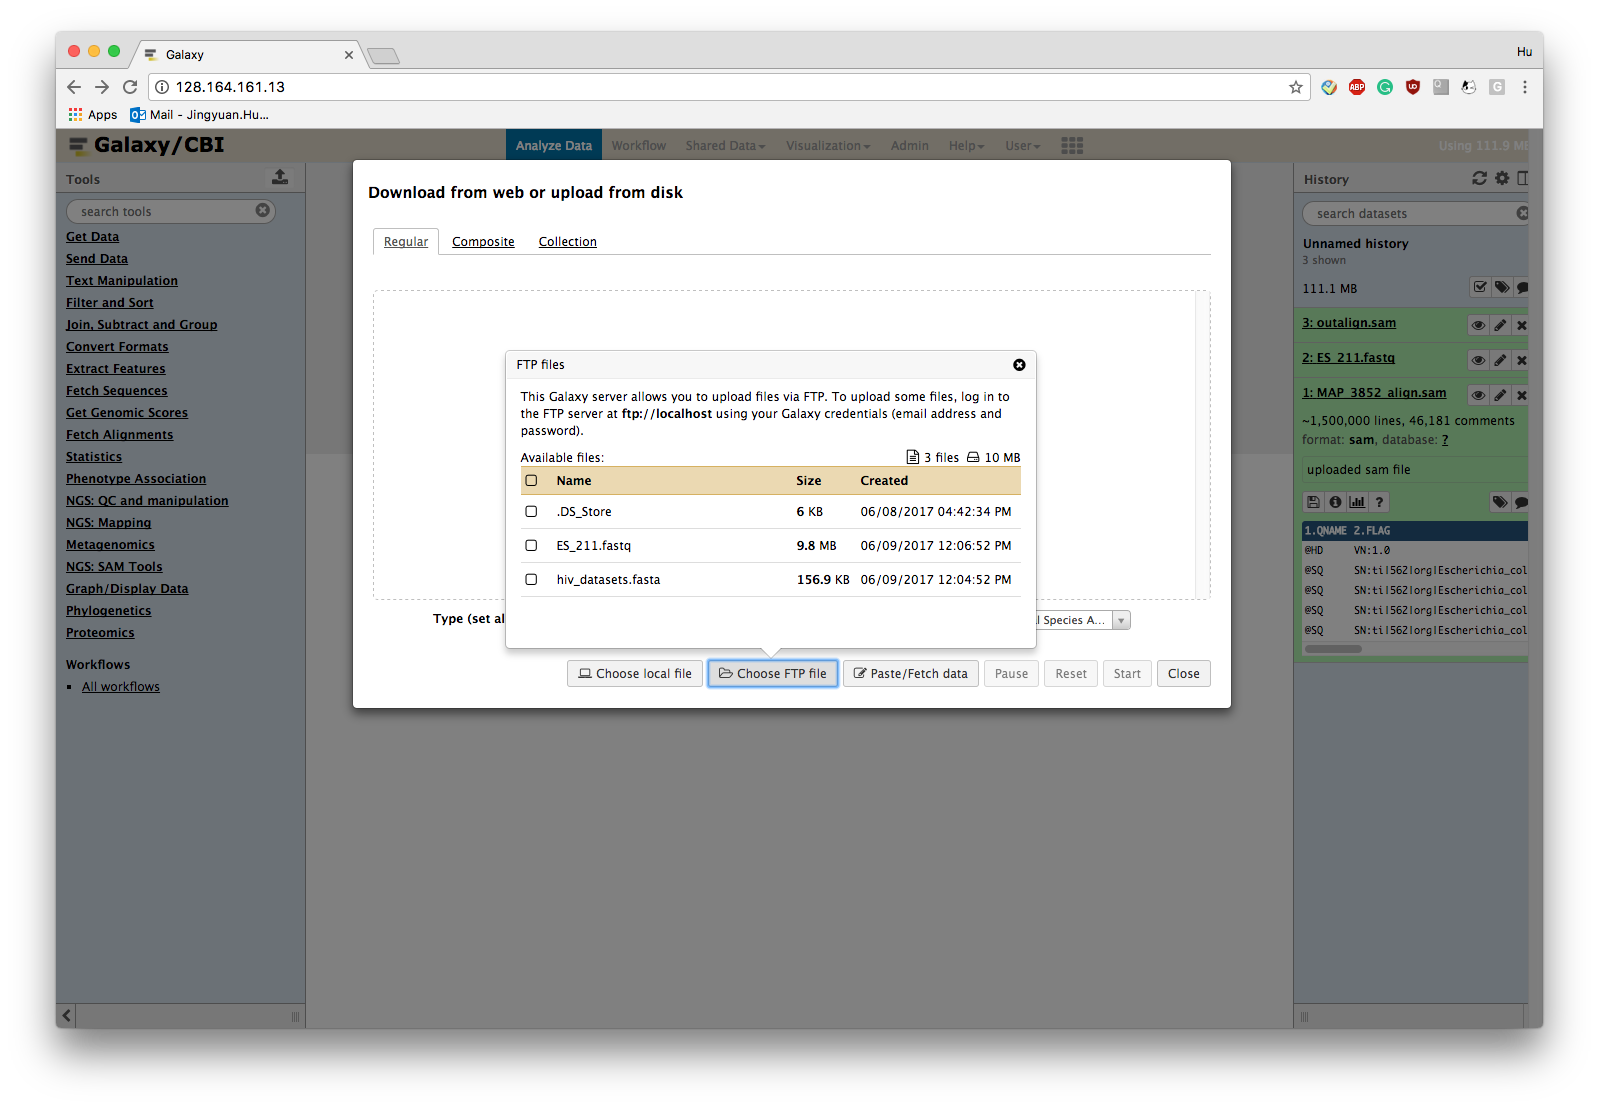 Galaxy
Hu
128.164.161.13
ABP
Apps
Mail - Jingyuan.Hu...
Galaxy/CBI
Analyze Data
Workflow
Shared Data
Visualization
Admin
Help
User
Using 111.9 MB
Tools
search tools
Get Data
Send Data
Text Manipulation
Filter and Sort
Join, Subtract and Group
Convert Formats
Extract Features
Fetch Sequences
Get Genomic Scores
Fetch Alignments
Statistics
Phenotype Association
NGS: QC and manipulation
NGS: Mapping
Metagenomics
NGS: SAM Tools
Graph/Display Data
Phylogenetics
Proteomics
Workflows
All workflows
Download from web or upload from disk
Regular
Composite
Collection
FTP files
This Galaxy server allows you to upload files via FTP. To upload some files, log in to
the FTP server at ftp://localhost using your Galaxy credentials (email address and
password).
Available files:
3 files 10 MB
Name Size Created
.DS_Store 6 KB 06/08/2017 04:42:34 PM
ES_211.fastq 9.8 MB 06/09/2017 12:06:52 PM
hiv_datasets.fasta 156.9 KB 06/09/2017 12:04:52 PM
Type (set al
l Species A...
Choose local file
Choose FTP file
Paste/Fetch data
Pause
Reset
Start
Close
History
search datasets
Unnamed history
3 shown
111.1 MB
3: outalign.sam
2: ES_211.fastq
1: MAP_3852_align.sam
~1,500,000 lines, 46,181 comments
format: sam, database: ?
uploaded sam file
?
1.QNAME 2.FLAG
@HD VN:1.0
@SQ SN:ti|562|org|Escherichia_col
@SQ SN:ti|562|org|Escherichia_col
@SQ SN:ti|562|org|Escherichia_col
@SQ SN:ti|562|org|Escherichia_col